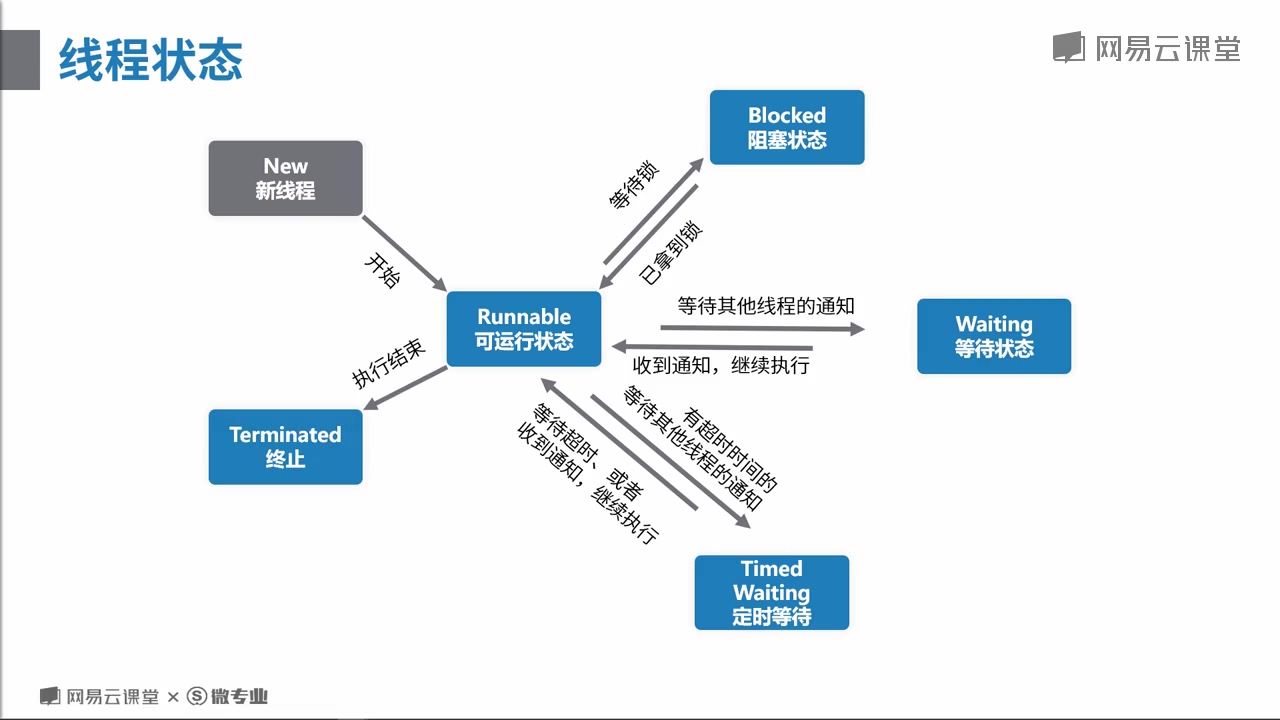 线程状态
网易云课堂
Blocked
阻塞状态
New
新线程
等待锁
已拿到锁
开始
Runnable
可运行状态
等待其他线程的通知
收到通知，继续执行
Waiting
等待状态
执行结束
Terminated
终止
有超时时间的
等待其他线程的通知
等待超时、或者
收到通知，继续执行
Timed
Waiting
定时等待
网易云课堂 × S 微专业